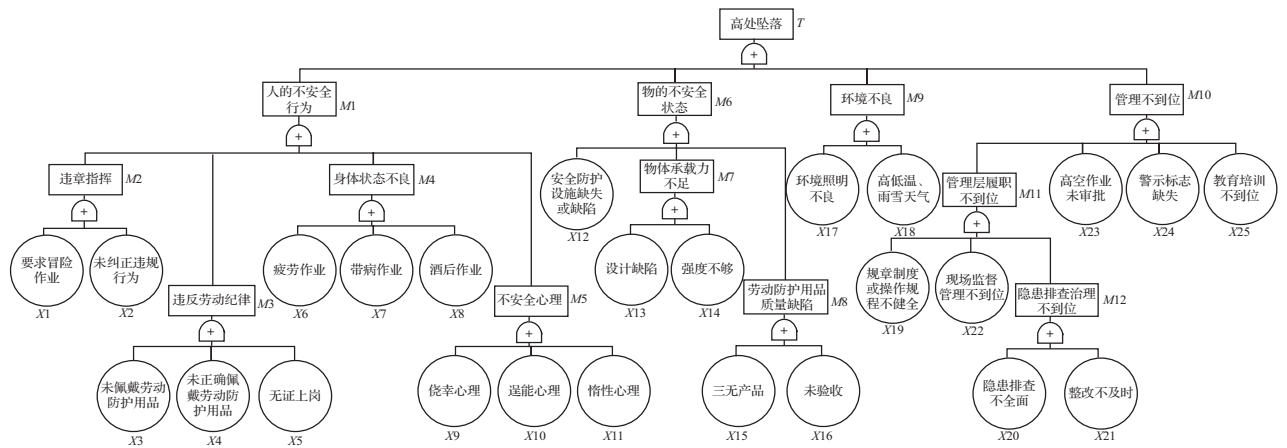 高处坠落
T
+
人的不安全
行为
M1
物的不安全
状态
M6
环境不良
M9
管理不到位
M10
+
+
+
+
违章指挥
M2
身体状态不良
M4
安全防护
设施缺失
或缺陷
X12
物体承载力
不足
M7
环境照明
不良
X17
高低温、
雨雪天气
X18
管理层履职
不到位
M11
高空作业
未审批
X23
警示标志
缺失
X24
教育培训
不到位
X25
+
+
+
+
要求冒险
作业
X1
未纠正违规
行为
X2
违反劳动纪律
M3
疲劳作业
X6
带病作业
X7
酒后作业
X8
不安全心理
M5
设计缺陷
X13
强度不够
X14
劳动防护用品
质量缺陷
M8
规章制度
或操作规
程不健全
X19
现场监督
管理不到位
X22
隐患排查治理
不到位
M12
+
+
+
+
未佩戴劳动
防护用品
X3
未正确佩
戴劳动防
护用品
X4
无证上岗
X5
侥幸心理
X9
逞能心理
X10
惰性心理
X11
三无产品
X15
未验收
X16
隐患排查
不全面
X20
整改不及时
X21